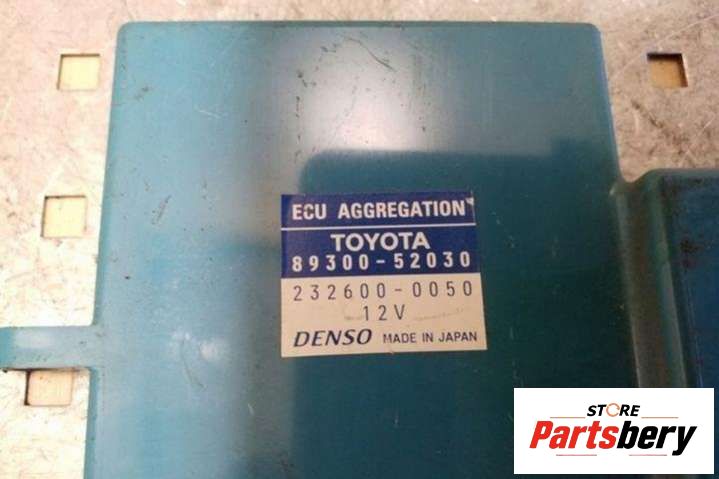 ECU AGGREGATION
TOYOTA
89300-52030
232600-0050
12V
DENSO MADE IN JAPAN
STORE
Partsbery